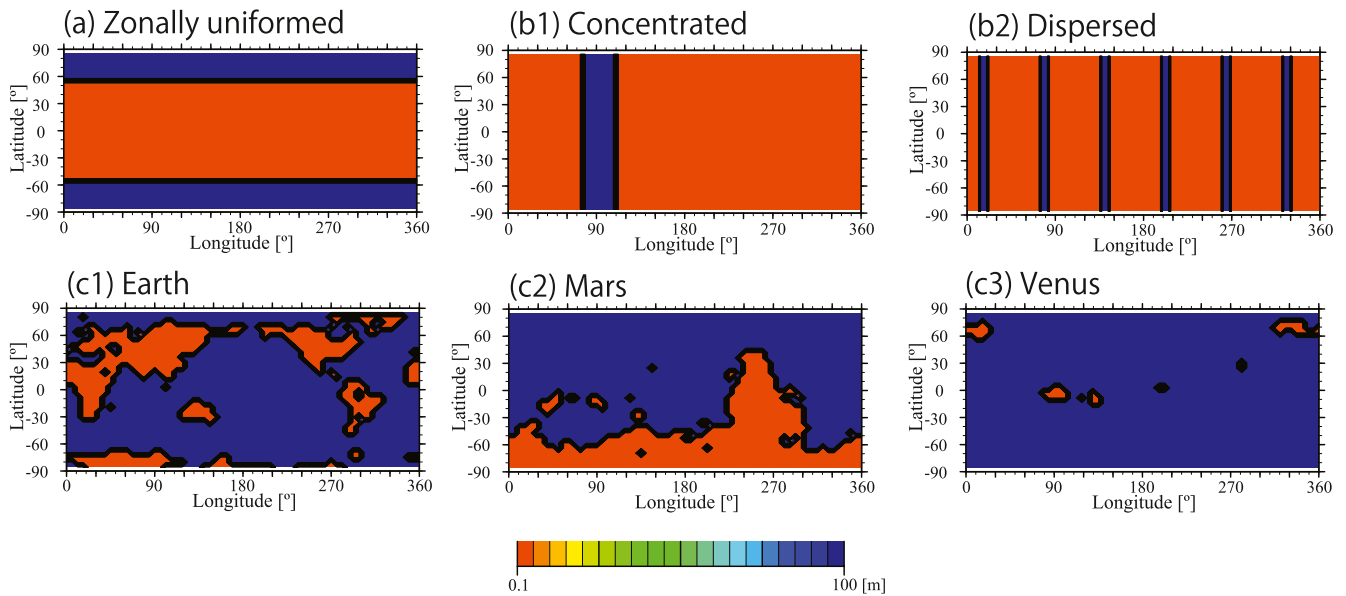 (a) Zonally uniformed
(b1) Concentrated
(b2) Dispersed
90
60
30
0
-30
-60
-90
Latitude [º]
0 90 180 270 360
Longitude [º]
90
60
30
0
-30
-60
-90
Latitude [º]
0 90 180 270 360
Longitude [º]
90
60
30
0
-30
-60
-90
Latitude [º]
0 90 180 270 360
Longitude [º]
(c1) Earth
(c2) Mars
(c3) Venus
90
60
30
0
-30
-60
-90
Latitude [º]
0 90 180 270 360
Longitude [º]
90
60
30
0
-30
-60
-90
Latitude [º]
0 90 180 270 360
Longitude [º]
90
60
30
0
-30
-60
-90
Latitude [º]
0 90 180 270 360
Longitude [º]
0.1 100 [m]